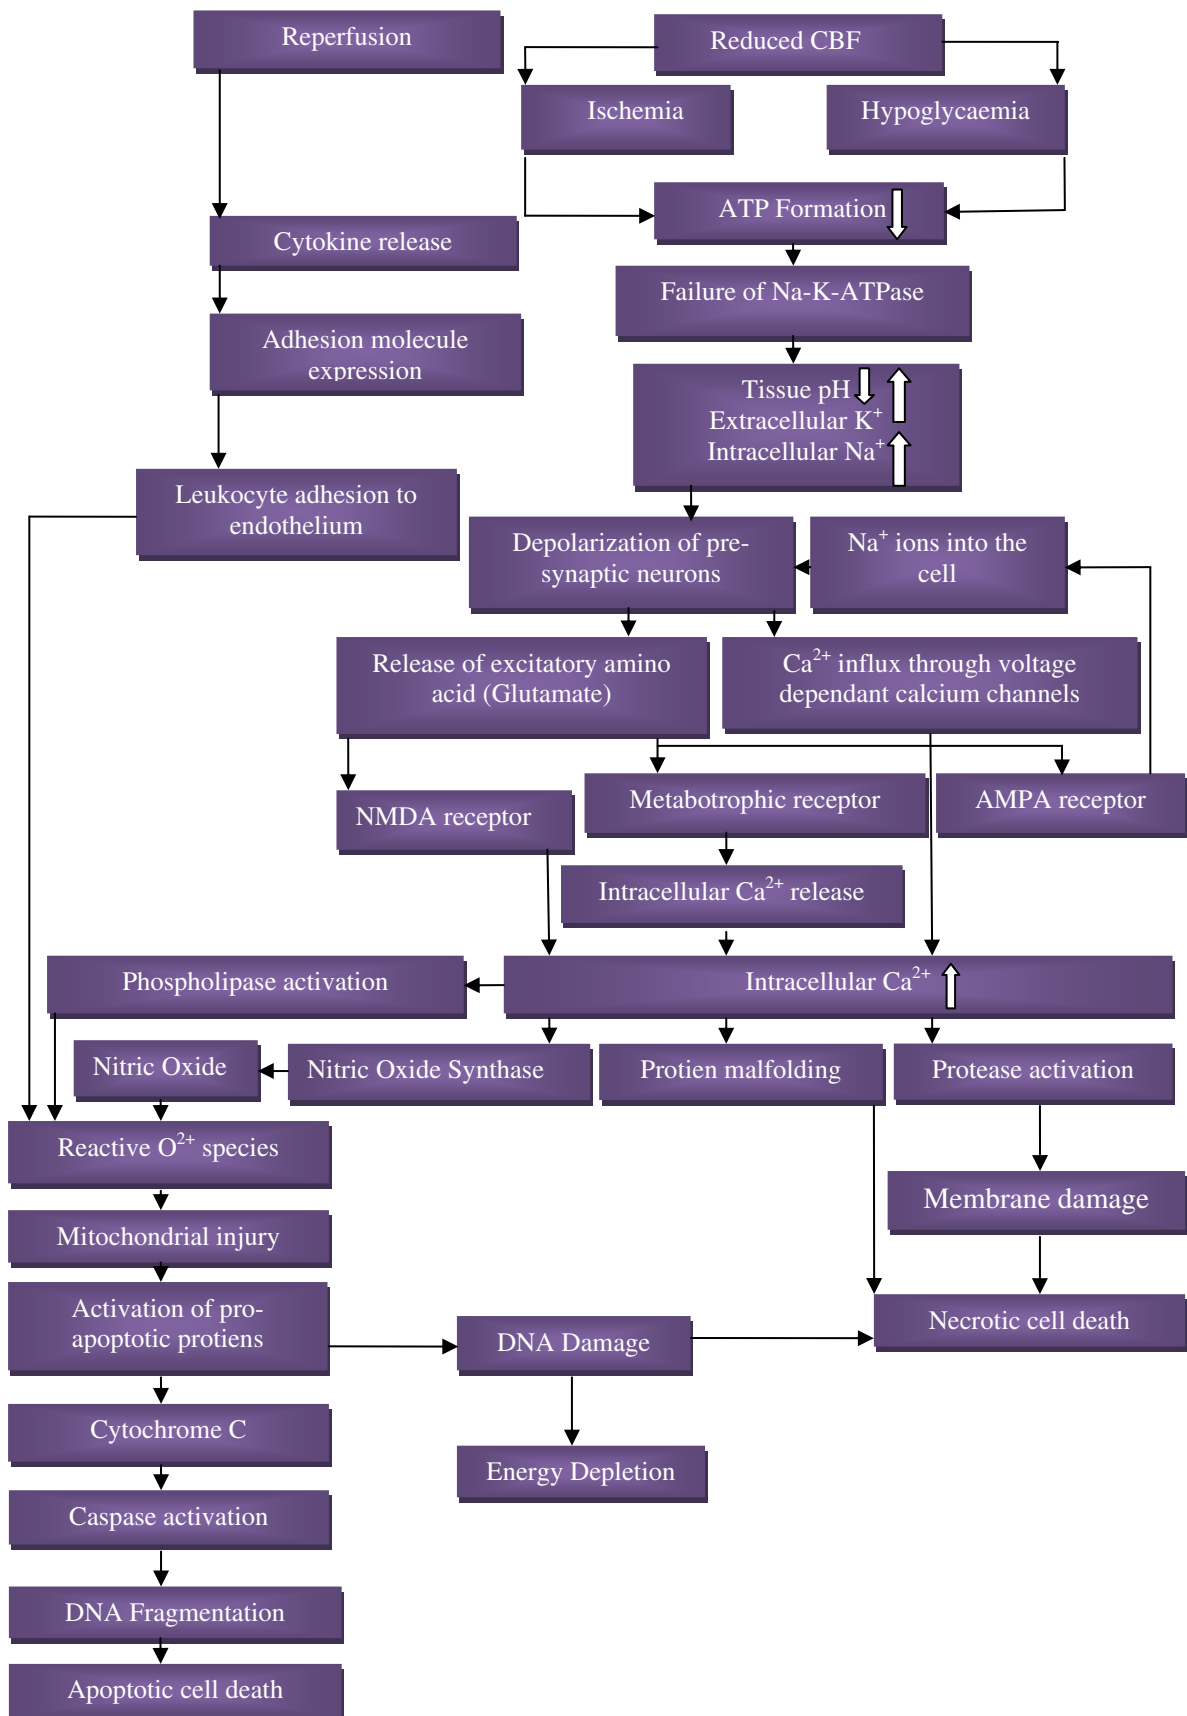 Reperfusion
Reduced CBF
Ischemia
Hypoglycaemia
ATP Formation
Cytokine release
Failure of Na-K-ATPase
Adhesion molecule
expression
Tissue pH
Extracellular K⁺
Intracellular Na⁺
Leukocyte adhesion to
endothelium
Depolarization of pre-
synaptic neurons
Na⁺ ions into the
cell
Release of excitatory amino
acid (Glutamate)
Ca²⁺ influx through voltage
dependant calcium channels
NMDA receptor
Metabotrophic receptor
AMPA receptor
Intracellular Ca²⁺ release
Phospholipase activation
Intracellular Ca²⁺
Nitric Oxide
Nitric Oxide Synthase
Protien malfolding
Protease activation
Reactive O²⁺ species
Membrane damage
Mitochondrial injury
Activation of pro-
apoptotic protiens
DNA Damage
Necrotic cell death
Cytochrome C
Energy Depletion
Caspase activation
DNA Fragmentation
Apoptotic cell death